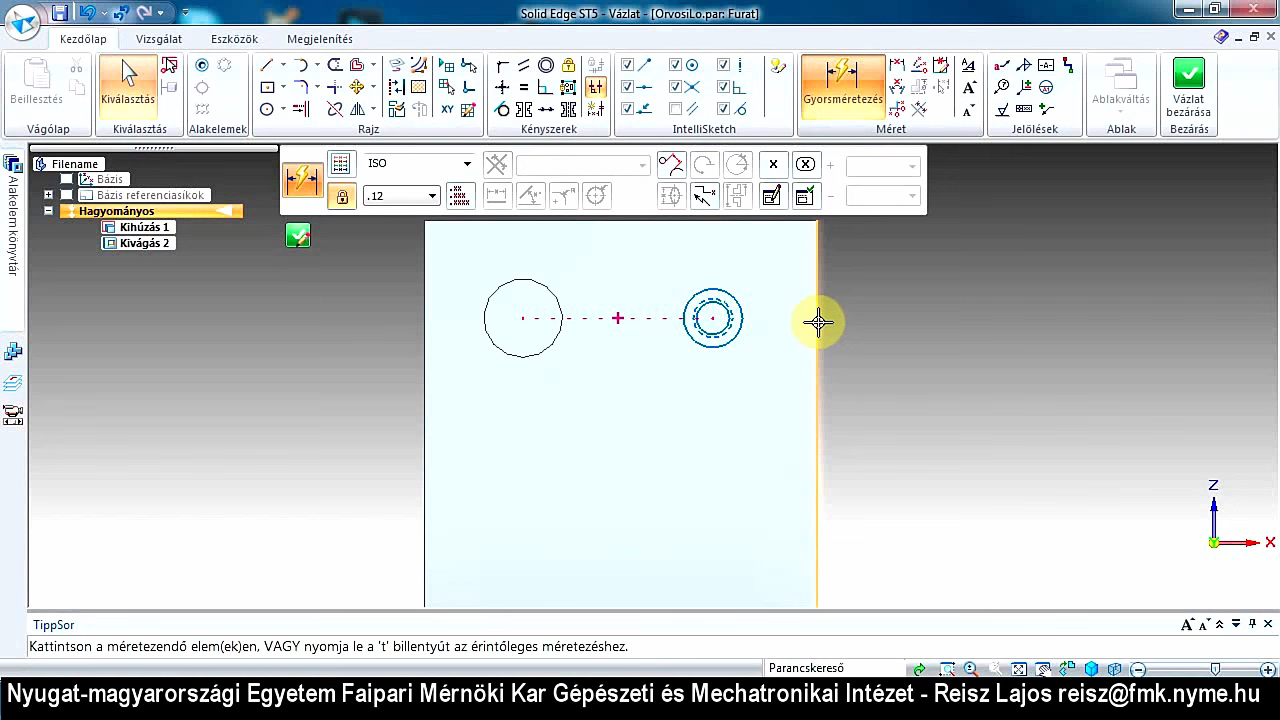 Solid Edge ST5 - Vázlat - [OrvosiLo.par: Furat]
Kezdőlap Vizsgálat Eszközök Megjelenítés
Beillesztés
Kiválasztás
Gyorsméretezés
Ablakváltás
Vázlat bezárása
Vágólap Kiválasztás Alakelemek Rajz Kényszerek IntelliSketch Méret Jelölések Ablak Bezárás
XY
Filename
Bázis
Bázis referenciasíkok
Hagyományos
Kihúzás 1
Kivágás 2
ISO
.12
Alakelem könyvtár
Z
X
TippSor
Kattintson a méretezendő elem(ek)en, VAGY nyomja le a 't' billentyűt az érintőleges méretezéshez.
Parancskereső
Nyugat-magyarországi Egyetem Faipari Mérnöki Kar Gépészeti és Mechatronikai Intézet - Reisz Lajos reisz@fmk.nyme.hu